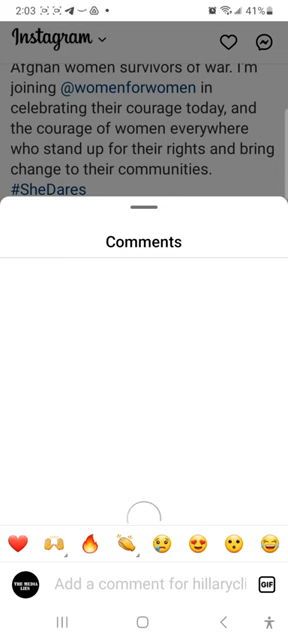 2:03
41%
Instagram
Afghan women survivors of war. I'm
joining @womenforwomen in
celebrating their courage today, and
the courage of women everywhere
who stand up for their rights and bring
change to their communities.
#SheDares
Comments
THE MEDIA
LIES
Add a comment for hillarycli
GIF